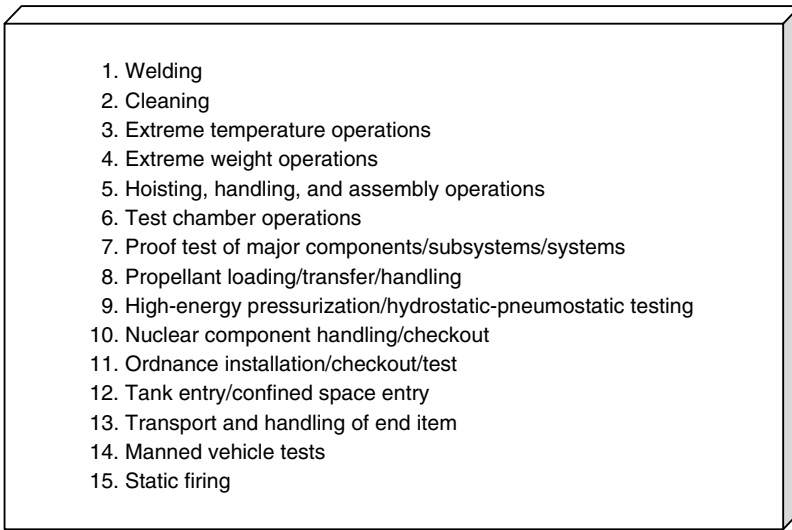 1. Welding
2. Cleaning
3. Extreme temperature operations
4. Extreme weight operations
5. Hoisting, handling, and assembly operations
6. Test chamber operations
7. Proof test of major components/subsystems/systems
8. Propellant loading/transfer/handling
9. High-energy pressurization/hydrostatic-pneumostatic testing
10. Nuclear component handling/checkout
11. Ordnance installation/checkout/test
12. Tank entry/confined space entry
13. Transport and handling of end item
14. Manned vehicle tests
15. Static firing